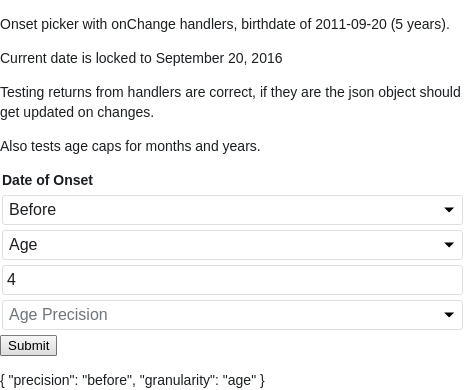 Onset picker with onChange handlers, birthdate of 2011-09-20 (5 years).
Current date is locked to September 20, 2016
Testing returns from handlers are correct, if they are the json object should
get updated on changes.
Also tests age caps for months and years.
Date of Onset
Before
Age
4
Age Precision
Submit
{ "precision": "before", "granularity": "age" }